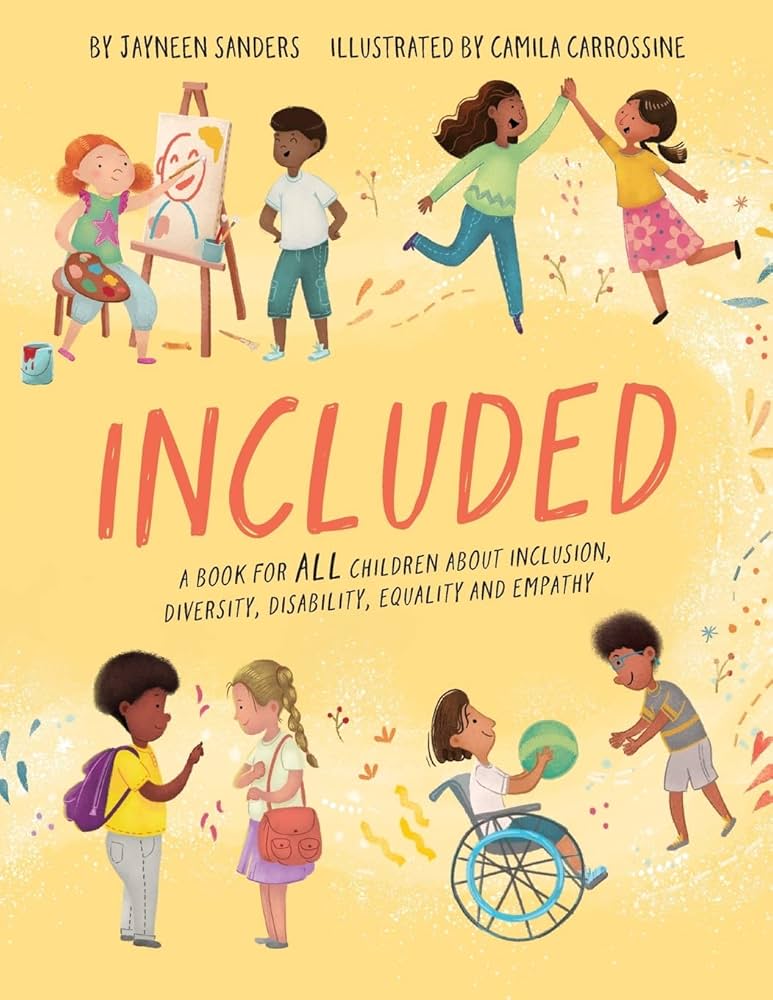 BY JAYNEEN SANDERS ILLUSTRATED BY CAMILA CARROSSINE
INCLUDED
A BOOK FOR ALL CHILDREN ABOUT INCLUSION,
DIVERSITY, DISABILITY, EQUALITY AND EMPATHY